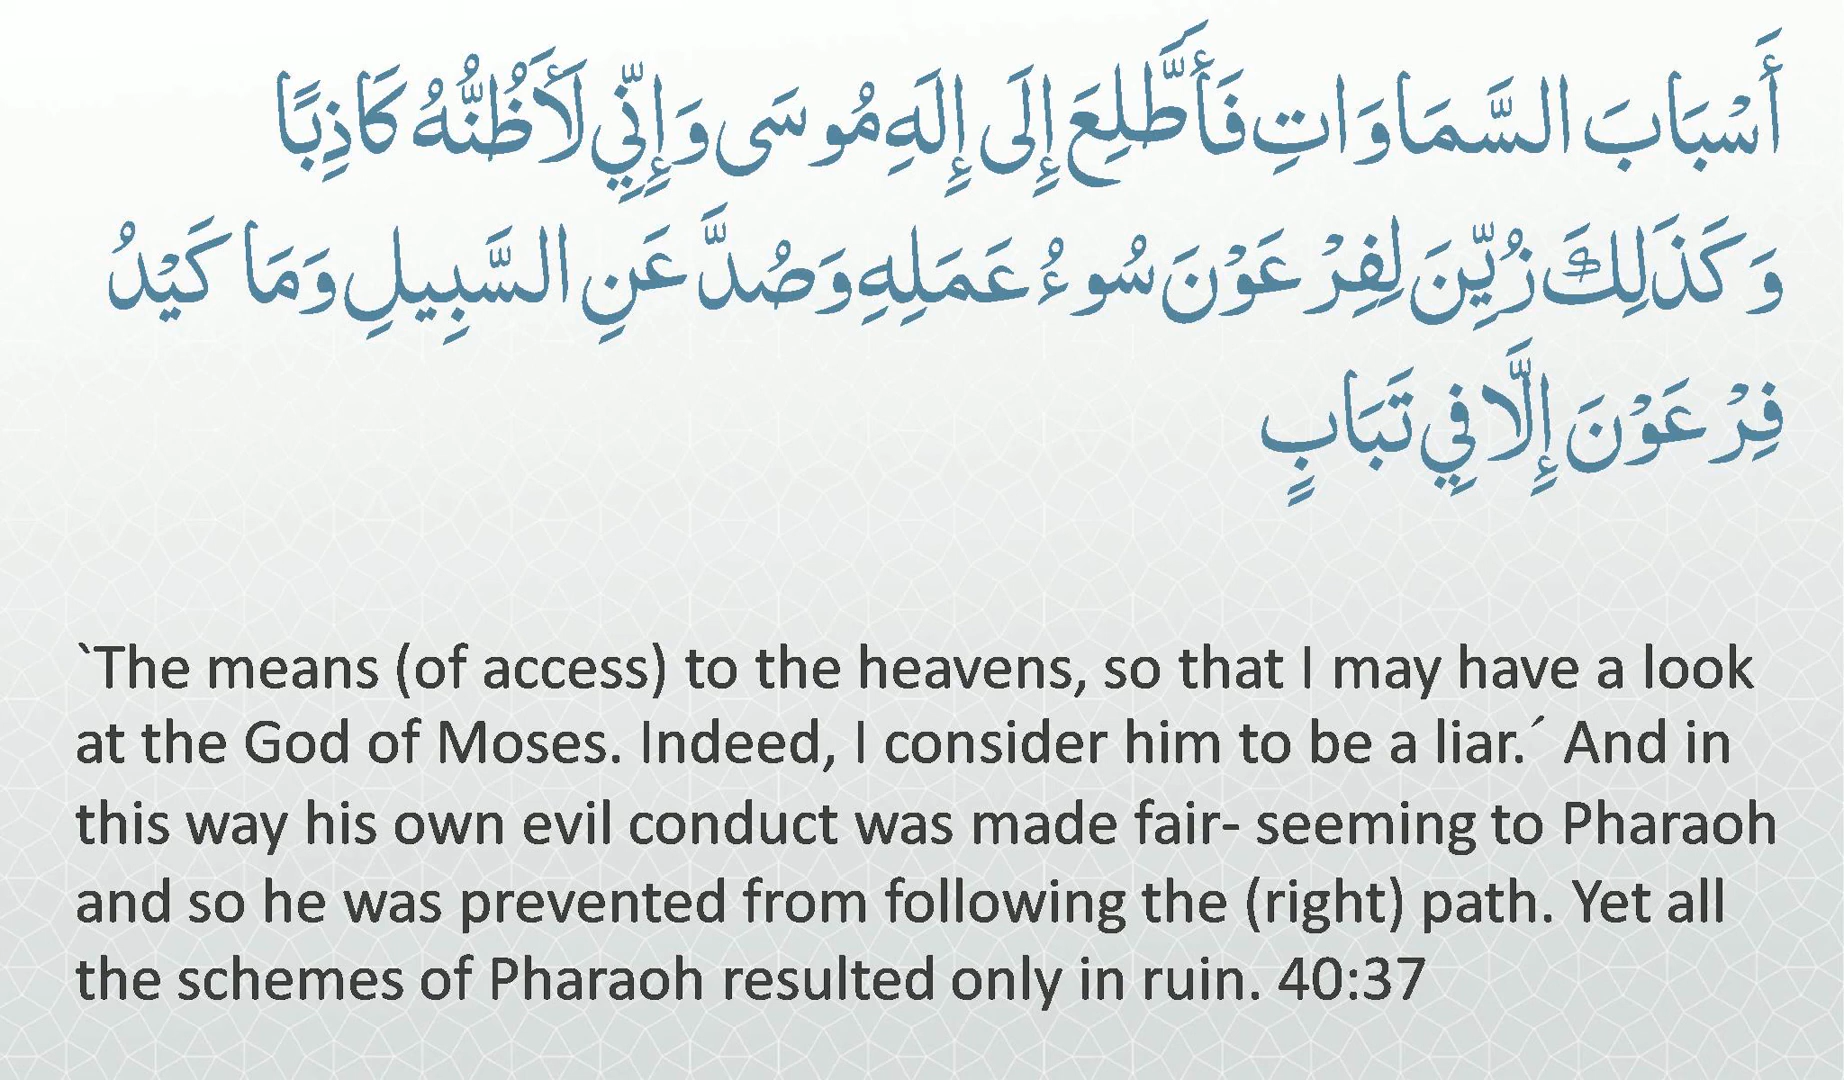 أَسْبَابَ السَّمَاوَاتِ فَأَطَّلِعَ إِلَى إِلَهِ مُوسَى وَإِنِّي لَأَظُنُّهُ كَاذِبًا
وَكَذَلِكَ زُيِّنَ لِفِرْعَوْنَ سُوءُ عَمَلِهِ وَصُدَّ عَنِ السَّبِيلِ وَمَا كَيْدُ
فِرْعَوْنَ إِلَّا فِي تَبَابٍ
`The means (of access) to the heavens, so that I may have a look
at the God of Moses. Indeed, I consider him to be a liar.´ And in
this way his own evil conduct was made fair- seeming to Pharaoh
and so he was prevented from following the (right) path. Yet all
the schemes of Pharaoh resulted only in ruin. 40:37